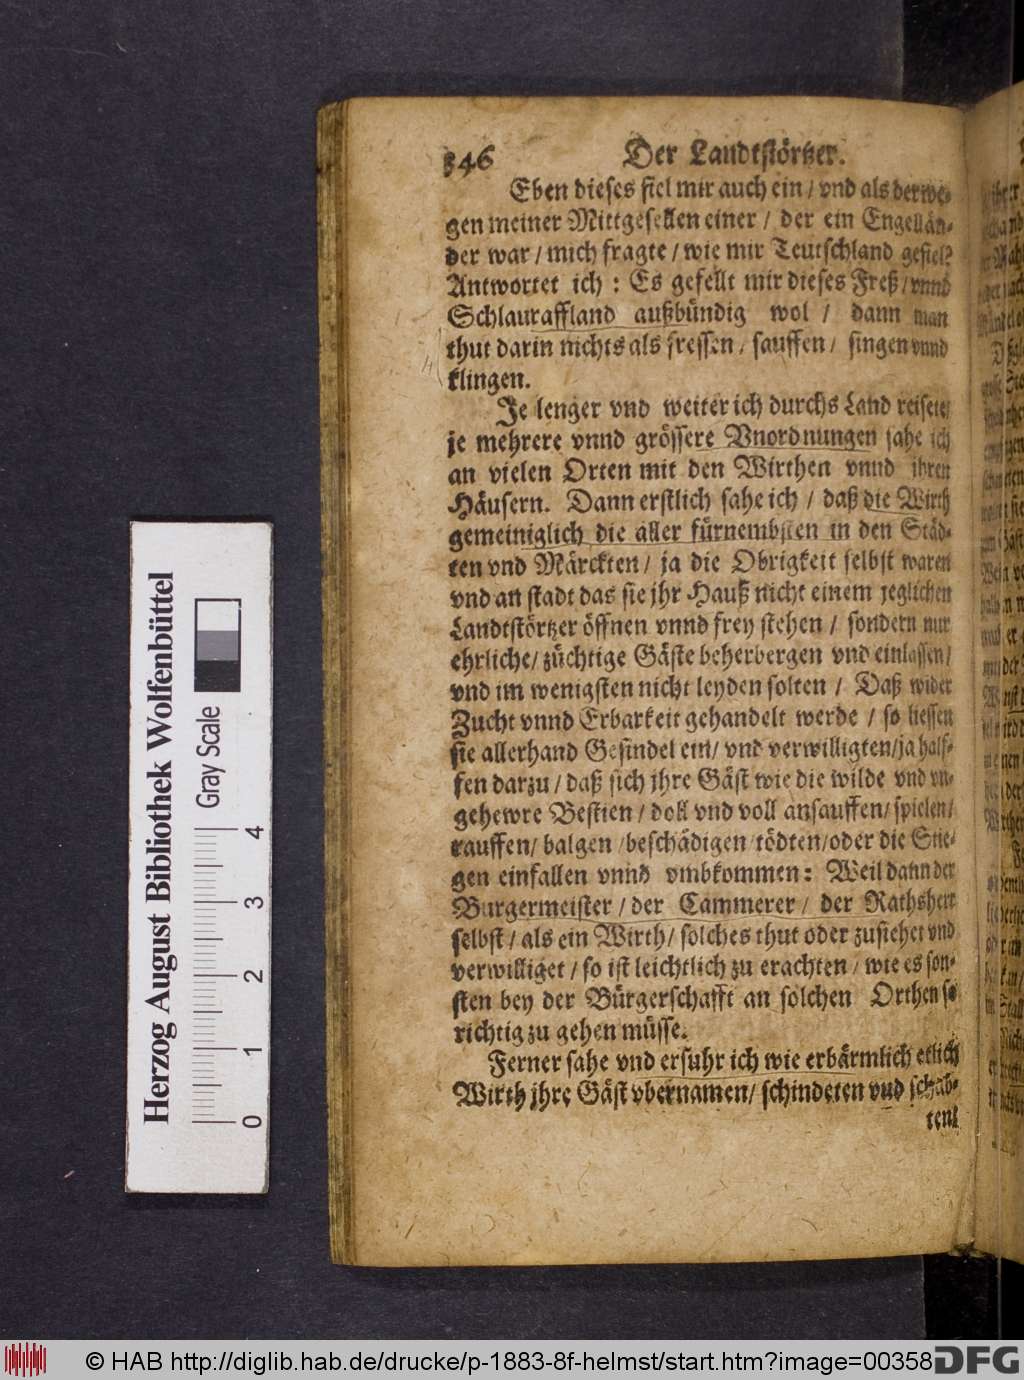 346 Der Landtstörtzer.
Eben dieses fiel mir auch ein / vnd als derwe-
gen meiner Mittgesellen einer / der ein Engellän-
der war / mich fragte / wie mir Teutschland gefiel?
Antwortet ich : Es gefellt mir dieses Freß / vnnd
Schlauraffland außbündig wol / dann man
thut darin nichts als fressen / sauffen / singen vnnd
klingen.
Je lenger vnd weiter ich durchs Land reisete/
je mehrere vnnd grössere Vnordnungen sahe ich
an vielen Orten mit den Wirthen vnnd ihren
Häusern. Dann erstlich sahe ich / daß die Wirth
gemeiniglich die aller fürnembsten in den Städ-
ten vnd Märckten / ja die Obrigkeit selbst waren
vnd an stadt das sie jhr Hauß nicht einem jeglichen
Landtstörtzer öffnen vnnd frey stehen / sondern nur
ehrliche / züchtige Gäste beherbergen vnd einlassen/
vnd im wenigsten nicht leyden solten / Daß wider
Zucht vnnd Erbarkeit gehandelt werde / so liessen
sie allerhand Gesindel ein / vnd verwilligten / ja halff-
fen darzu / daß sich jhre Gäst wie die wilde vnd vn-
gehewre Bestien / doll vnd voll ansauffen / spielen/
rauffen / balgen / beschädigen / tödten / oder die Stie-
gen einfallen vnnd vmbkommen : Weil dann der
Burgermeister / der Cammerer / der Rathsherr
selbst / als ein Wirth / solches thut oder zusiehet vnd
verwilliget / so ist leichtlich zu erachten / wie es son-
sten bey der Bürgerschafft an solchen Orthen so
richtig zu gehen müsse.
Ferner sahe vnd erfuhr ich wie erbärmlich etlich
Wirth jhre Gäst vbernamen / schindeten vnd schab-
ten/
Herzog August Bibliothek Wolfenbüttel
Gray Scale
0 1 2 3 4
© HAB http://diglib.hab.de/drucke/p-1883-8f-helmst/start.htm?image=00358
DFG